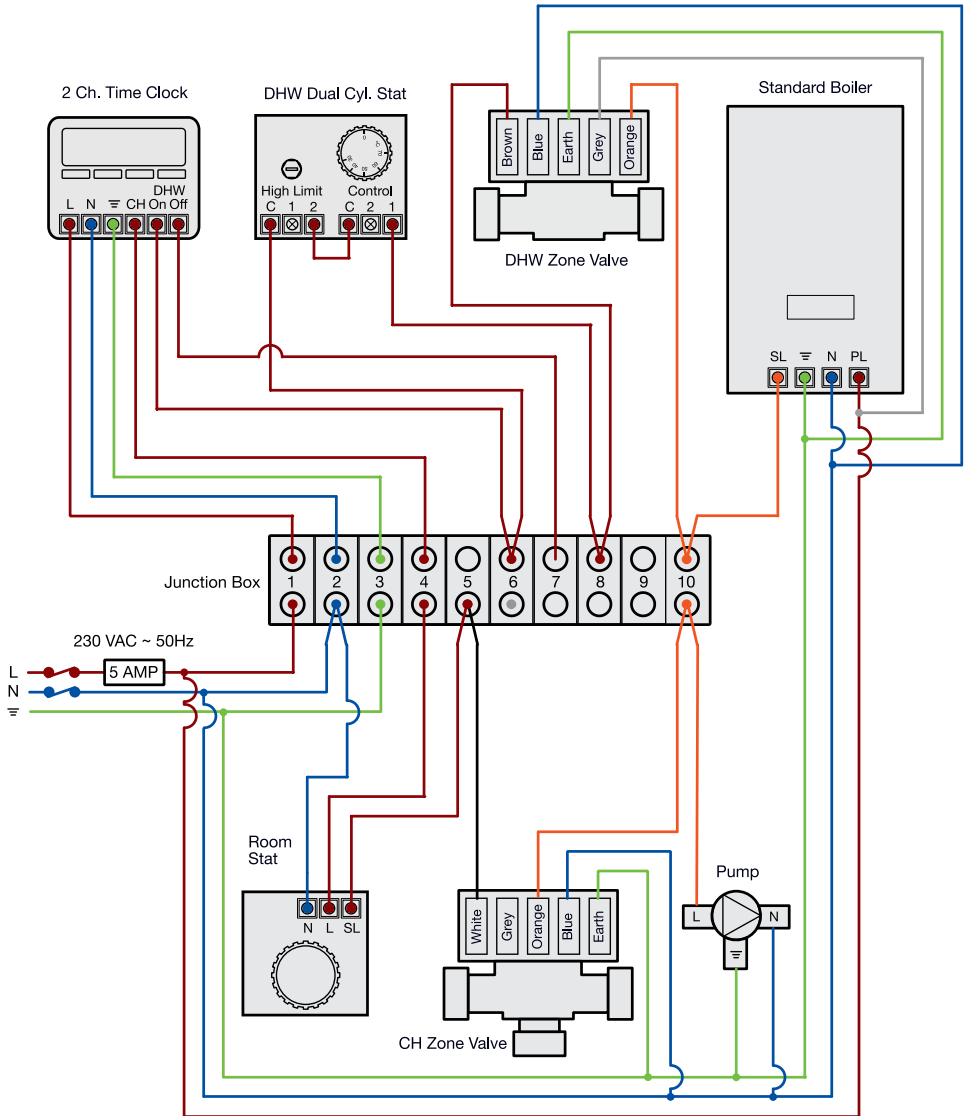 2 Ch. Time Clock
DHW Dual Cyl. Stat
Standard Boiler
Brown
Blue
Earth
Grey
Orange
DHW
L N CH On Off
High Limit Control
C 1 2 C 2 1
DHW Zone Valve
SL N PL
Junction Box
1 2 3 4 5 6 7 8 9 10
230 VAC ~ 50Hz
L
5 AMP
N
Room
Stat
N L SL
White
Grey
Orange
Blue
Earth
Pump
L N
CH Zone Valve